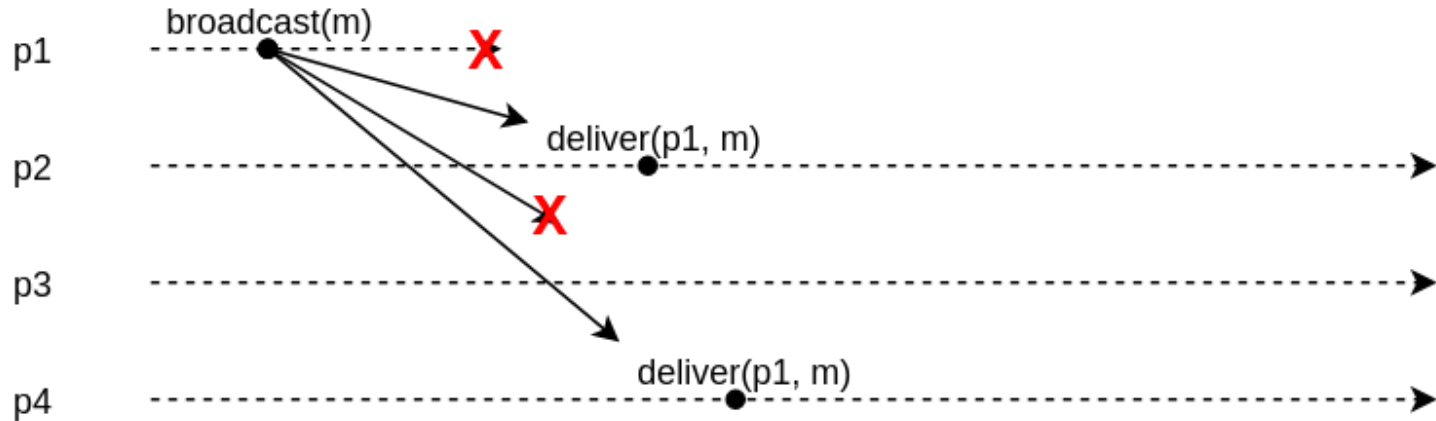 broadcast(m)
p1
X
deliver(p1, m)
p2
X
p3
deliver(p1, m)
p4